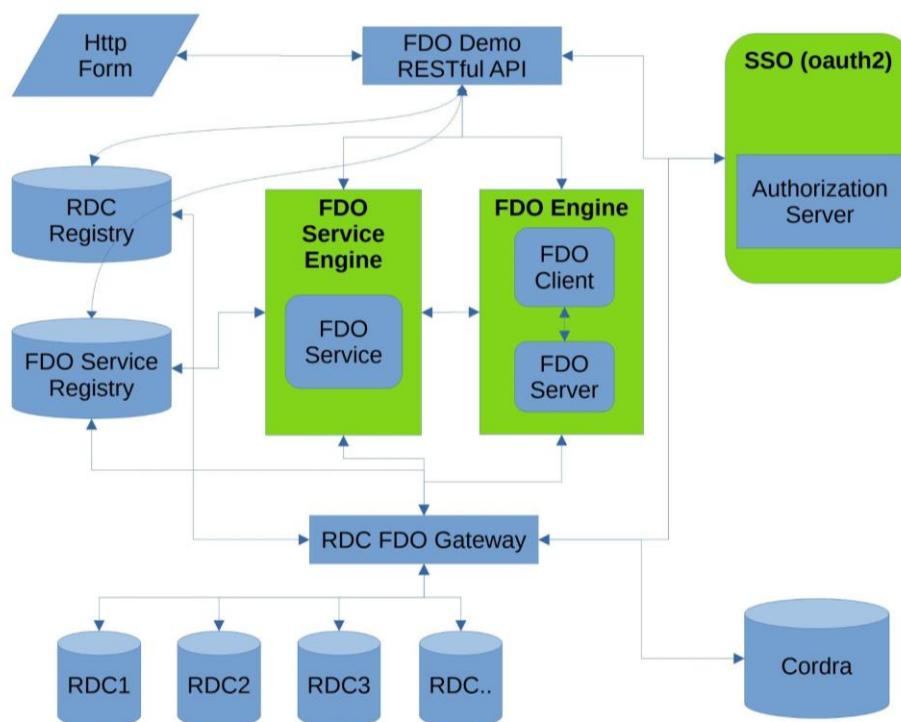 Http
Form
FDO Demo
RESTful API
SSO (oauth2)
Authorization
Server
RDC
Registry
FDO
Service
Engine
FDO
Service
FDO Engine
FDO
Client
FDO
Server
FDO Service
Registry
RDC FDO Gateway
RDC1
RDC2
RDC3
RDC..
Cordra